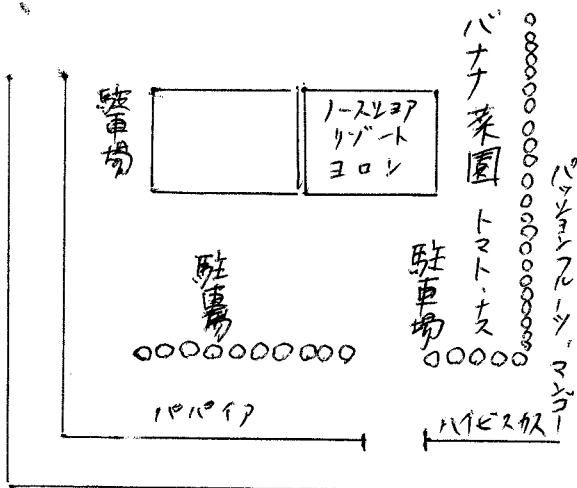 駐車場
ノースショア
リゾート
ヨロン
バナナ菜園 トマト・ナス
パッションフルーツ・マンゴー
駐車場
駐車場
パパイア
ハイビスカス